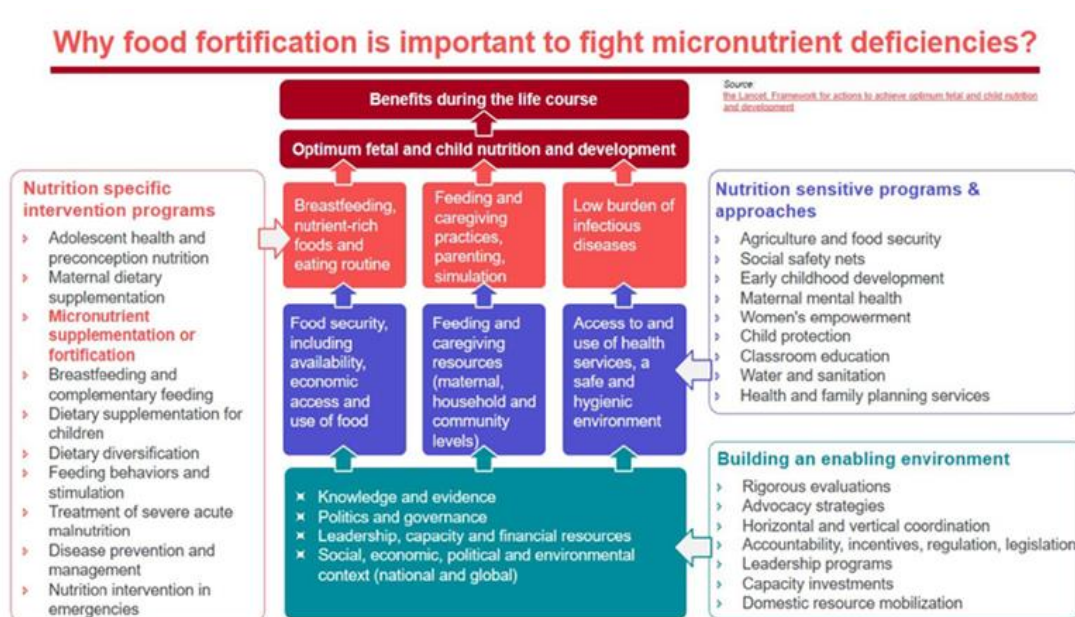 Why food fortification is important to fight micronutrient deficiencies?
Source
the Lancet, Framework for actions to achieve optimum fetal and child nutrition
and development
Benefits during the life course
Optimum fetal and child nutrition and development
Nutrition specific
intervention programs
Adolescent health and
preconception nutrition
Maternal dietary
supplementation
Micronutrient
supplementation or
fortification
Breastfeeding and
complementary feeding
Dietary supplementation for
children
Dietary diversification
Feeding behaviors and
stimulation
Treatment of severe acute
malnutrition
Disease prevention and
management
Nutrition intervention in
emergencies
Breastfeeding,
nutrient-rich
foods and
eating routine
Feeding and
caregiving
practices,
parenting,
simulation
Low burden of
infectious
diseases
Food security,
including
availability,
economic
access and
use of food
Feeding and
caregiving
resources
(maternal,
household and
community
levels)
Access to and
use of health
services, a
safe and
hygienic
environment
Knowledge and evidence
Politics and governance
Leadership, capacity and financial resources
Social, economic, political and environmental
context (national and global)
Nutrition sensitive programs &
approaches
Agriculture and food security
Social safety nets
Early childhood development
Maternal mental health
Women's empowerment
Child protection
Classroom education
Water and sanitation
Health and family planning services
Building an enabling environment
Rigorous evaluations
Advocacy strategies
Horizontal and vertical coordination
Accountability, incentives, regulation, legislation
Leadership programs
Capacity investments
Domestic resource mobilization